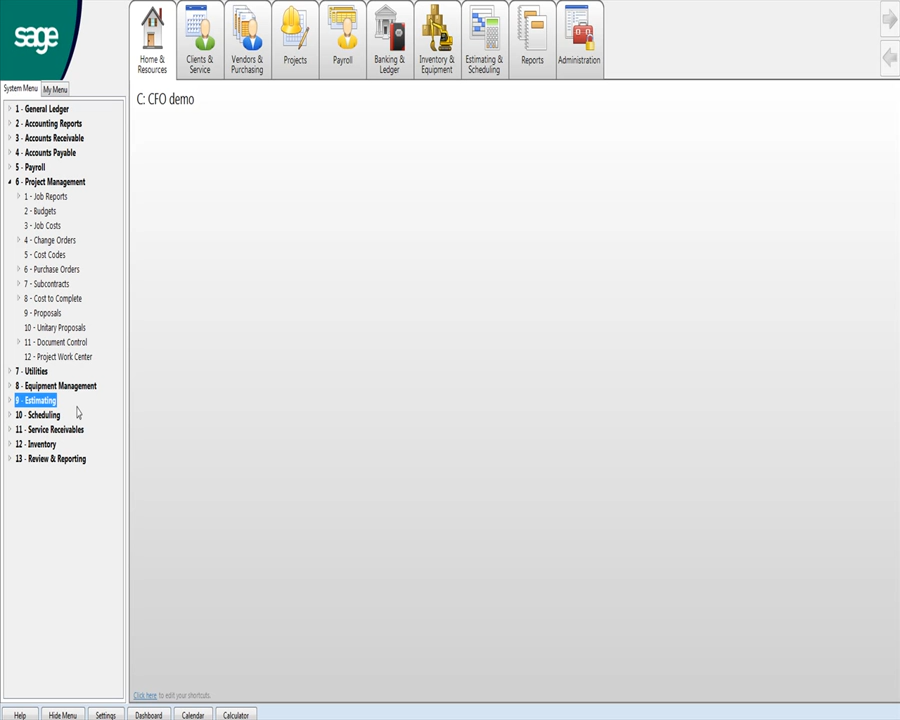 sage
Home & Resources
Clients & Service
Vendors & Purchasing
Projects
Payroll
Banking & Ledger
Inventory & Equipment
Estimating & Scheduling
Reports
Administration
System Menu
My Menu
C: CFO demo
1 - General Ledger
2 - Accounting Reports
3 - Accounts Receivable
4 - Accounts Payable
5 - Payroll
6 - Project Management
1 - Job Reports
2 - Budgets
3 - Job Costs
4 - Change Orders
5 - Cost Codes
6 - Purchase Orders
7 - Subcontracts
8 - Cost to Complete
9 - Proposals
10 - Unitary Proposals
11 - Document Control
12 - Project Work Center
7 - Utilities
8 - Equipment Management
9 - Estimating
10 - Scheduling
11 - Service Receivables
12 - Inventory
13 - Review & Reporting
Click here to edit your shortcuts.
Help
Hide Menu
Settings
Dashboard
Calendar
Calculator